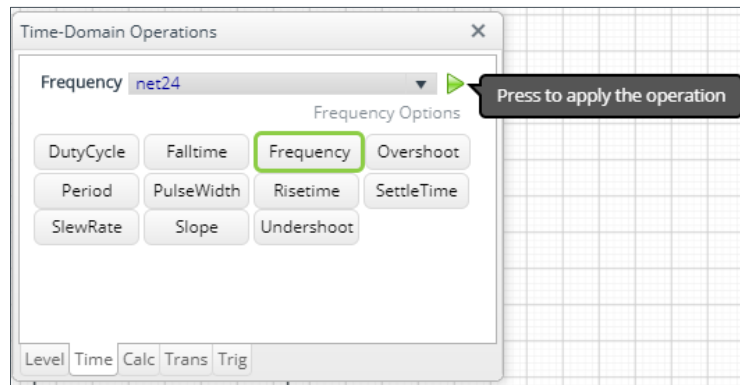 Time-Domain Operations
Frequency net24
Press to apply the operation
Frequency Options
DutyCycle Falltime Frequency Overshoot
Period PulseWidth Risetime SettleTime
SlewRate Slope Undershoot
Level Time Calc Trans Trig